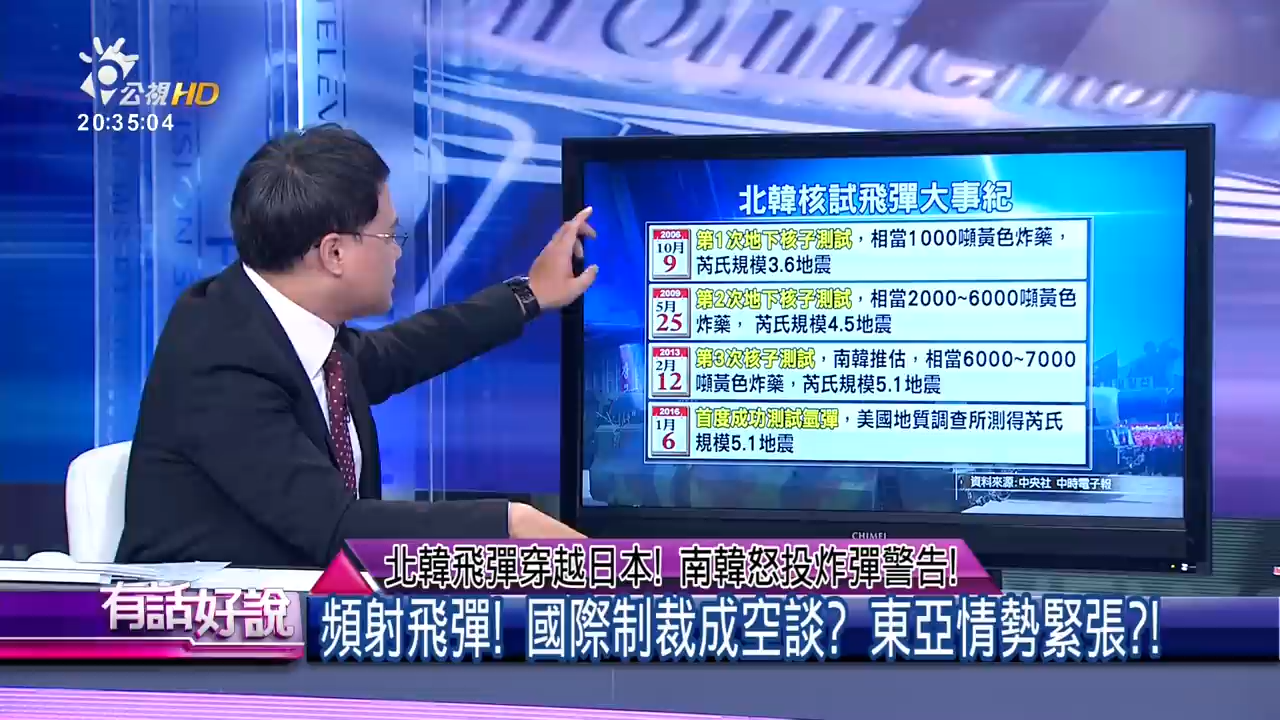 公視HD
20:35:04
北韓核試飛彈大事紀
2006
10月
9
第1次地下核子測試，相當1000噸黃色炸藥，
芮氏規模3.6地震
2009
5月
25
第2次地下核子測試，相當2000~6000噸黃色
炸藥， 芮氏規模4.5地震
2013
2月
12
第3次核子測試，南韓推估，相當6000~7000
噸黃色炸藥，芮氏規模5.1地震
2016
1月
6
首度成功測試氫彈，美國地質調查所測得芮氏
規模5.1地震
資料來源：中央社 中時電子報
CHIMEI
北韓飛彈穿越日本! 南韓怒投炸彈警告!
有話好說
頻射飛彈! 國際制裁成空談? 東亞情勢緊張?!